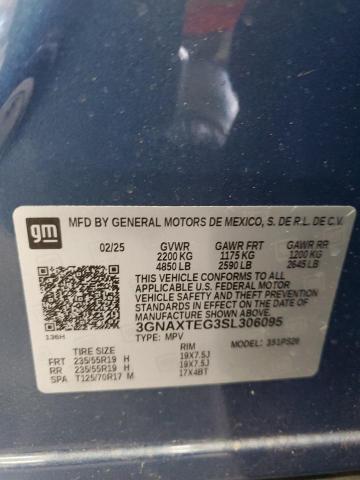 gm MFD BY GENERAL MOTORS DE MEXICO, S. DE R.L. DE C.V.
02/25 GVWR GAWR FRT GAWR RR
2200 KG 1175 KG 1200 KG
4850 LB 2590 LB 2645 LB
THIS VEHICLE CONFORMS TO ALL
APPLICABLE U.S. FEDERAL MOTOR
VEHICLE SAFETY AND THEFT PREVENTION
STANDARDS IN EFFECT ON THE DATE OF
MANUFACTURE SHOWN ABOVE.
3GNAXTEG3SL306095
136H TYPE: MPV MODEL:
TIRE SIZE RIM
FRT 235/55R19 H 19X7.5J
RR 235/55R19 H 19X7.5J
SPA T125/70R17 M 17X4BT